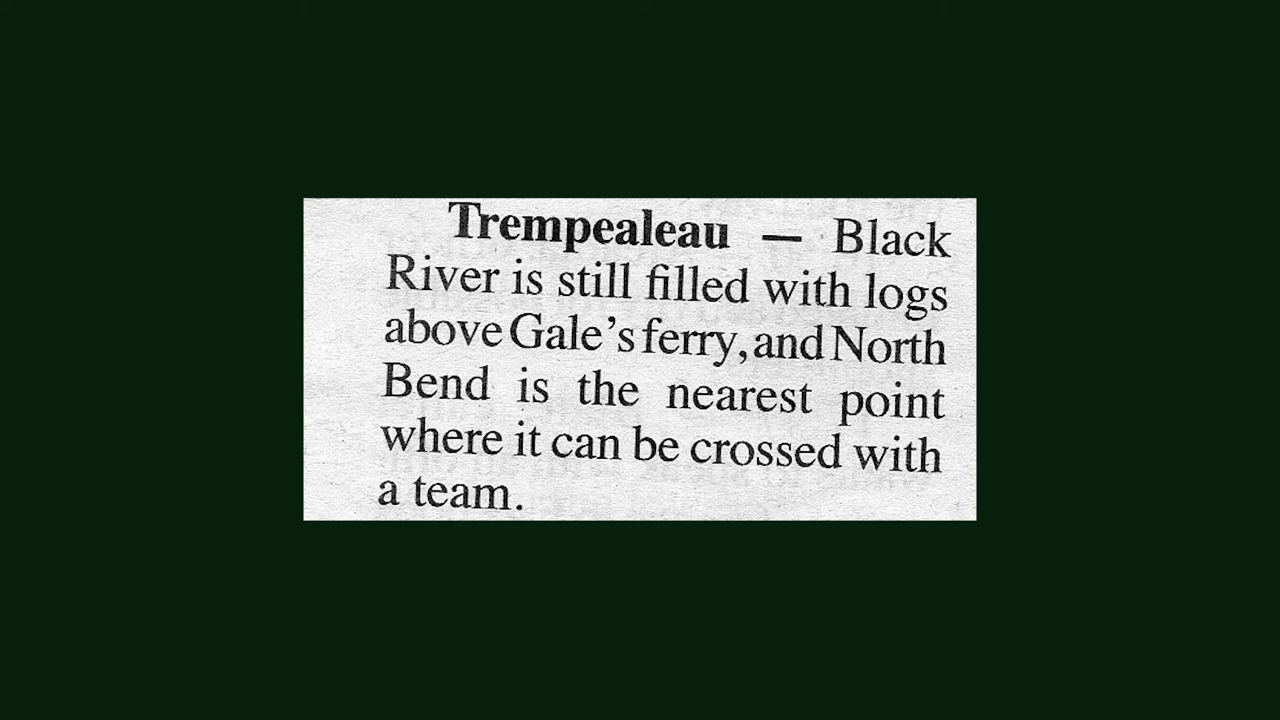 Trempealeau — Black
River is still filled with logs
above Gale's ferry, and North
Bend is the nearest point
where it can be crossed with
a team.